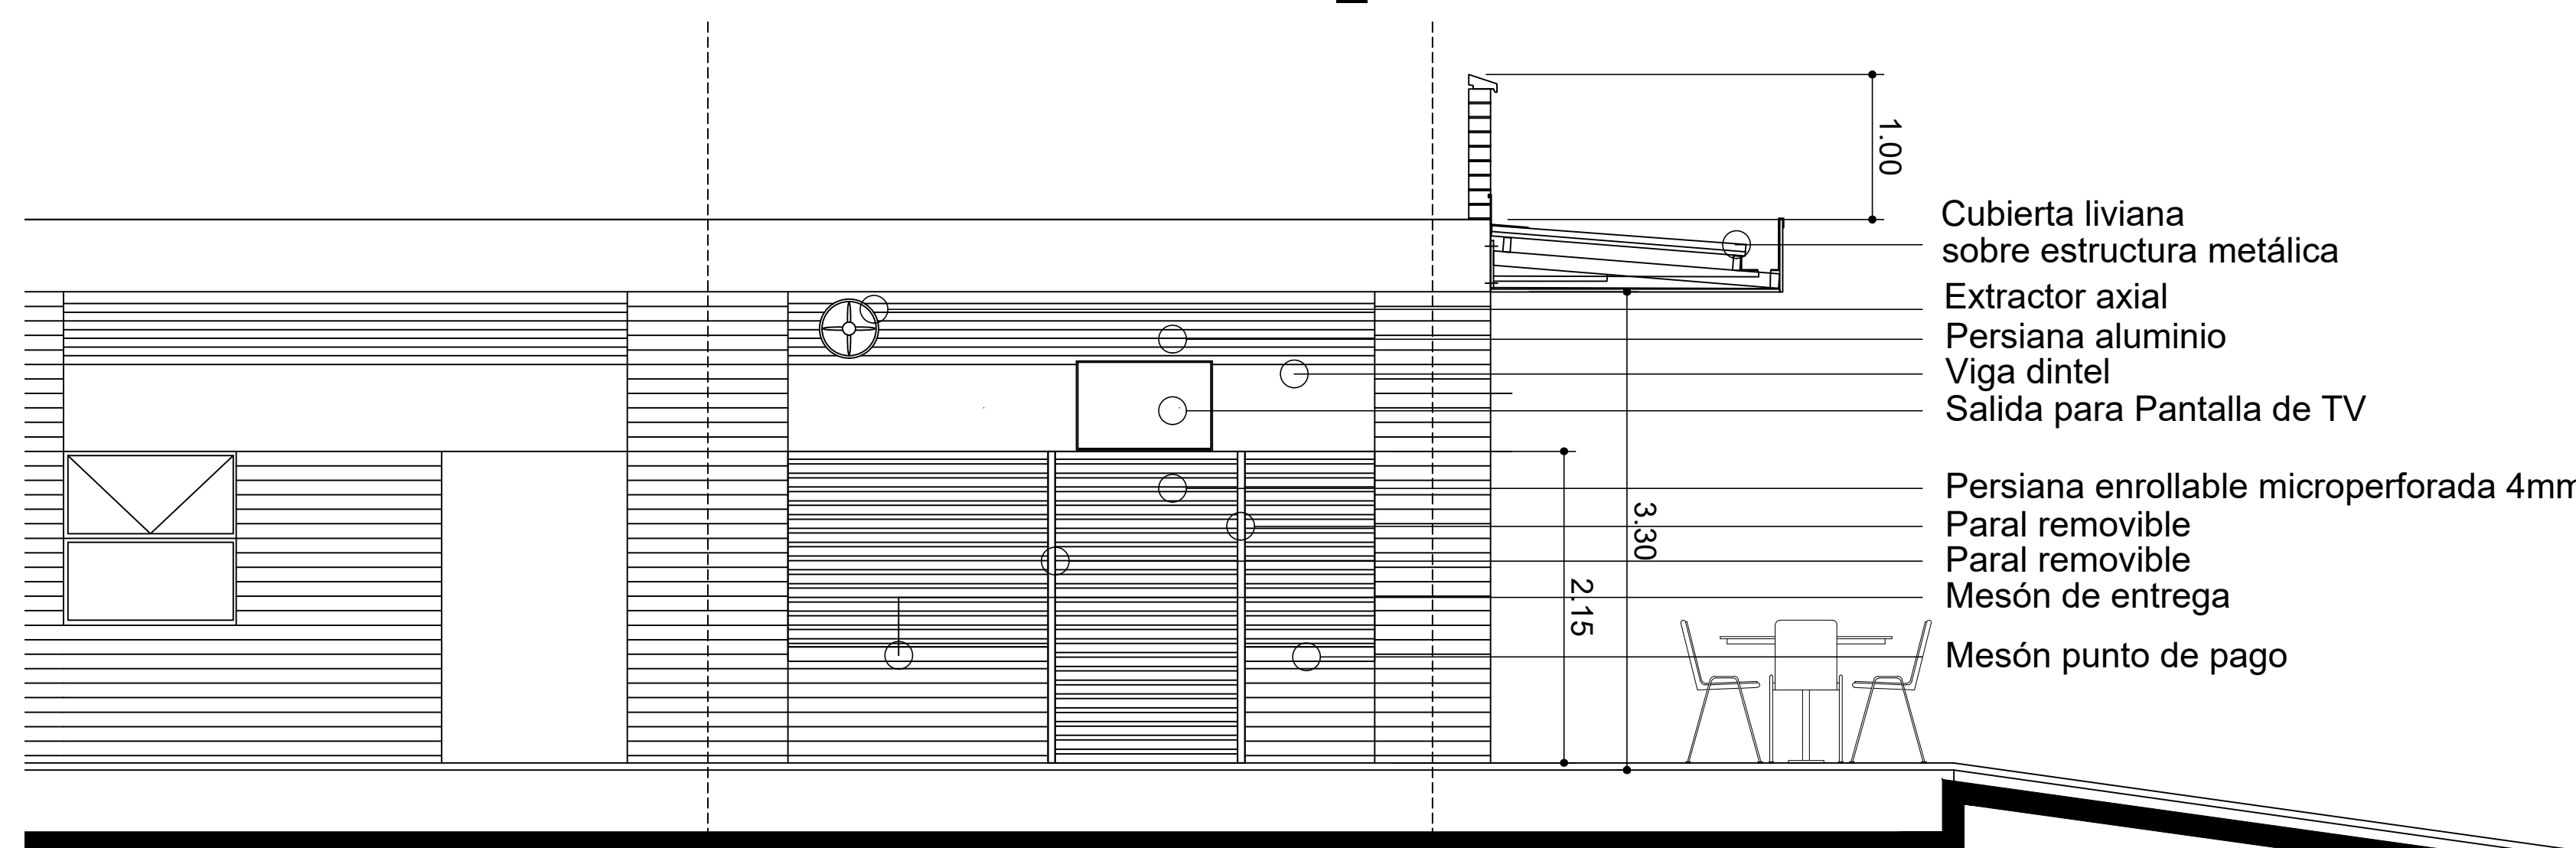 1.00
Cubierta liviana
sobre estructura metálica
Extractor axial
Persiana aluminio
Viga dintel
Salida para Pantalla de TV
Persiana enrollable microperforada 4mm
Paral removible
3.30
Paral removible
2.15
Mesón de entrega
Mesón punto de pago